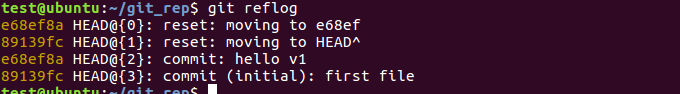 test@ubuntu:~/git_rep$ git reflog
e68ef8a HEAD@{0}: reset: moving to e68ef
89139fc HEAD@{1}: reset: moving to HEAD^
e68ef8a HEAD@{2}: commit: hello v1
89139fc HEAD@{3}: commit (initial): first file
test@ubuntu:~/git_rep$